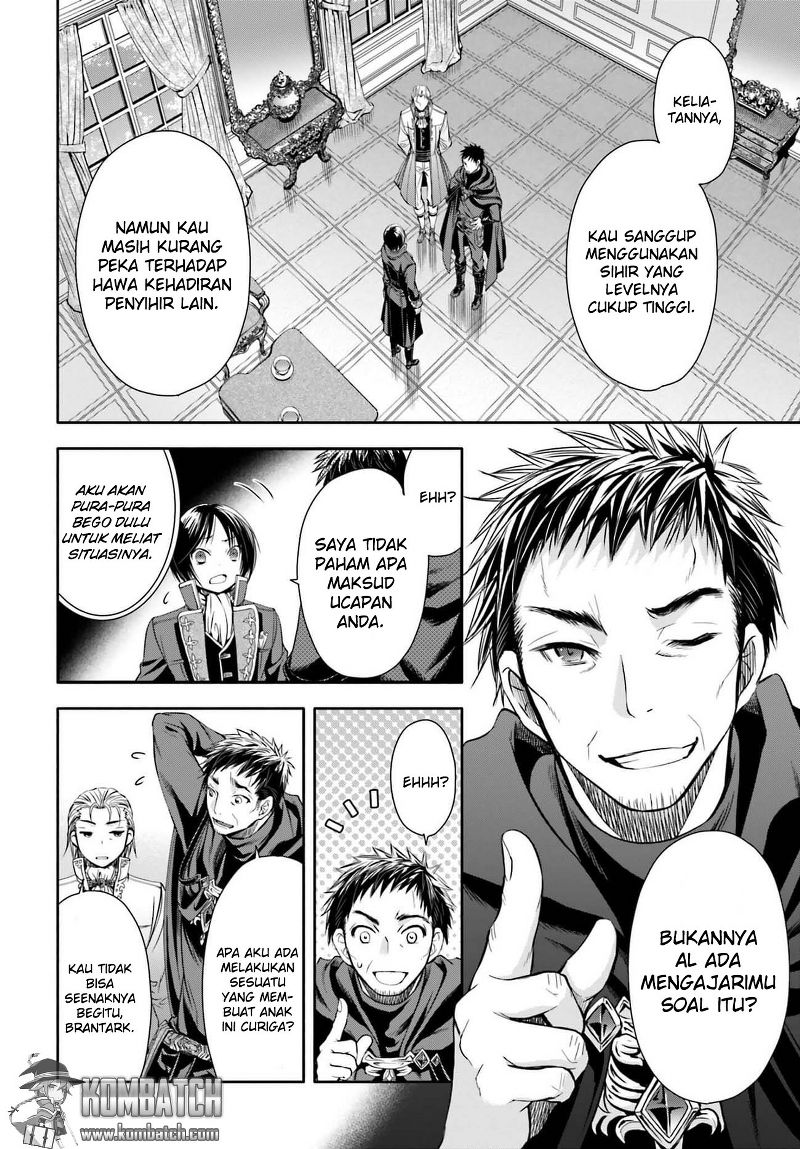 KELIA-
TANNYA,
KAU SANGGUP
MENGGUNAKAN
SIHIR YANG
LEVELNYA
CUKUP TINGGI.
NAMUN KAU
MASIH KURANG
PEKA TERHADAP
HAWA KEHADIRAN
PENYIHIR LAIN.
BUKANNYA
AL ADA
MENGAJARIMU
SOAL ITU?
EHH?
SAYA TIDAK
PAHAM APA
MAKSUD
UCAPAN
ANDA.
AKU AKAN
PURA-PURA
BEGO DULU
UNTUK MELIAT
SITUASINYA.
EHHH?
APA AKU ADA
MELAKUKAN
SESUATU
YANG MEM-
BUAT ANAK
INI CURIGA?
KAU TIDAK
BISA
SEENAKNYA
BEGITU,
BRANTARK.
KOMBATCH
www.kombatch.com